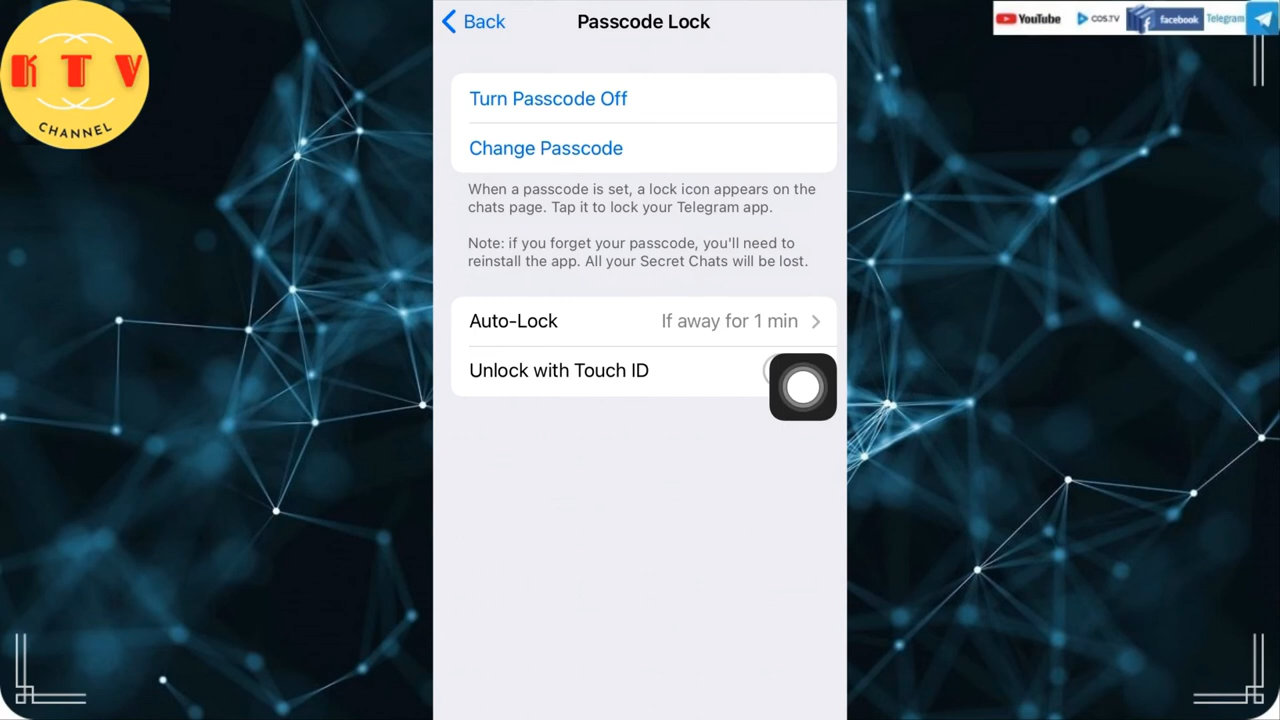 K T V
CHANNEL
Back
Passcode Lock
YouTube
COS.TV
facebook
Telegram
Turn Passcode Off
Change Passcode
When a passcode is set, a lock icon appears on the
chats page. Tap it to lock your Telegram app.
Note: if you forget your passcode, you'll need to
reinstall the app. All your Secret Chats will be lost.
Auto-Lock
If away for 1 min
Unlock with Touch ID